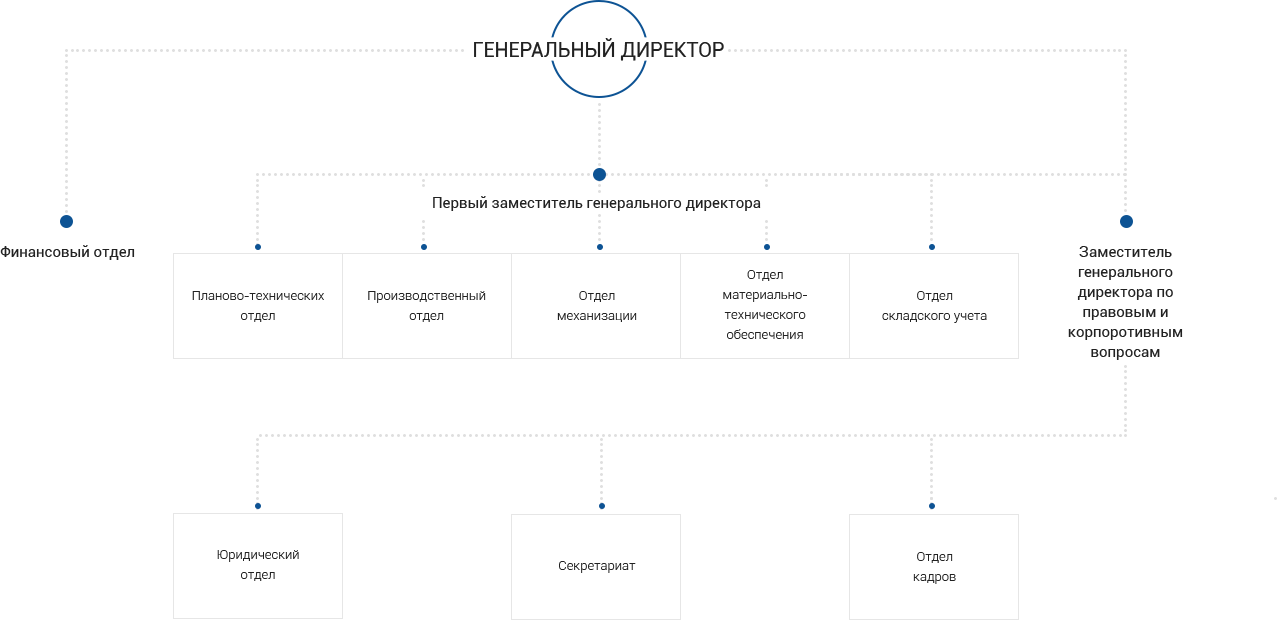 ГЕНЕРАЛЬНЫЙ ДИРЕКТОР
Первый заместитель генерального директора
Финансовый отдел
Планово-технических
отдел
Производственный
отдел
Отдел
механизации
Отдел
материально-
технического
обеспечения
Отдел
складского учета
Заместитель
генерального
директора по
правовым и
корпоротивным
вопросам
Юридический
отдел
Секретариат
Отдел
кадров